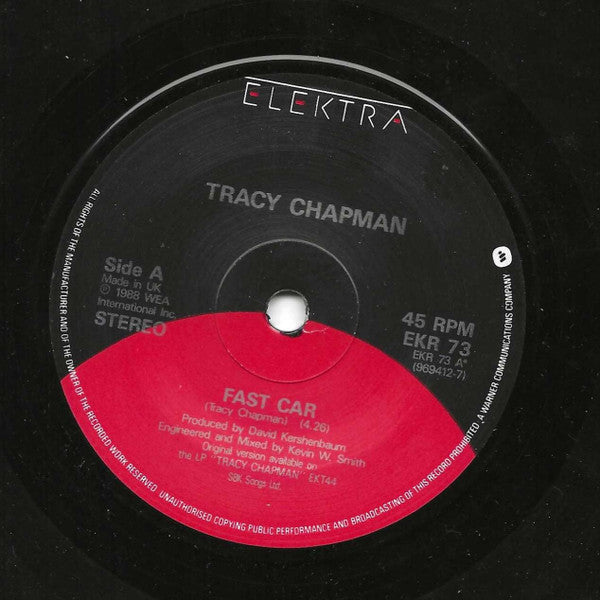 ELEKTRA
TRACY CHAPMAN
Side A
Made in UK
℗ 1988 WEA
International Inc.
STEREO
45 RPM
EKR 73
EKR 73 A*
(969412-7)
FAST CAR
(Tracy Chapman) (4.26)
Produced by David Kershenbaum
Engineered and Mixed by Kevin W. Smith
Original version available on
the LP "TRACY CHAPMAN" EKT44
SBK Songs Ltd.
ALL RIGHTS OF THE MANUFACTURER AND OF THE OWNER OF THE RECORDED WORK RESERVED. UNAUTHORISED COPYING PUBLIC PERFORMANCE AND BROADCASTING OF THIS RECORD PROHIBITED. A WARNER COMMUNICATIONS COMPANY